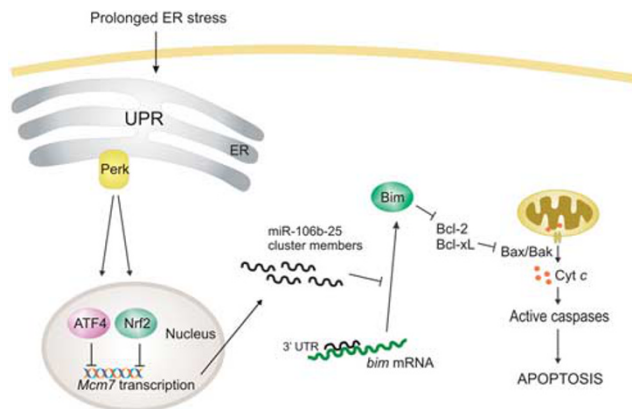 Prolonged ER stress
UPR
ER
Perk
ATF4
Nrf2
Nucleus
Mcm7 transcription
miR-106b-25
cluster members
3' UTR
bim mRNA
Bim
Bcl-2
Bcl-xL
Bax/Bak
Cyt c
Active caspases
APOPTOSIS